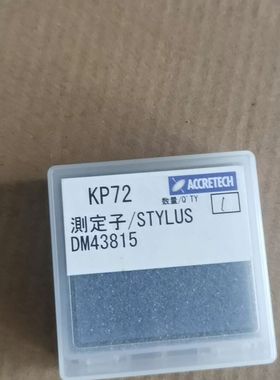 ACCRETECH
KP72
数量/Q'TY
1
測定子/STYLUS
DM43815